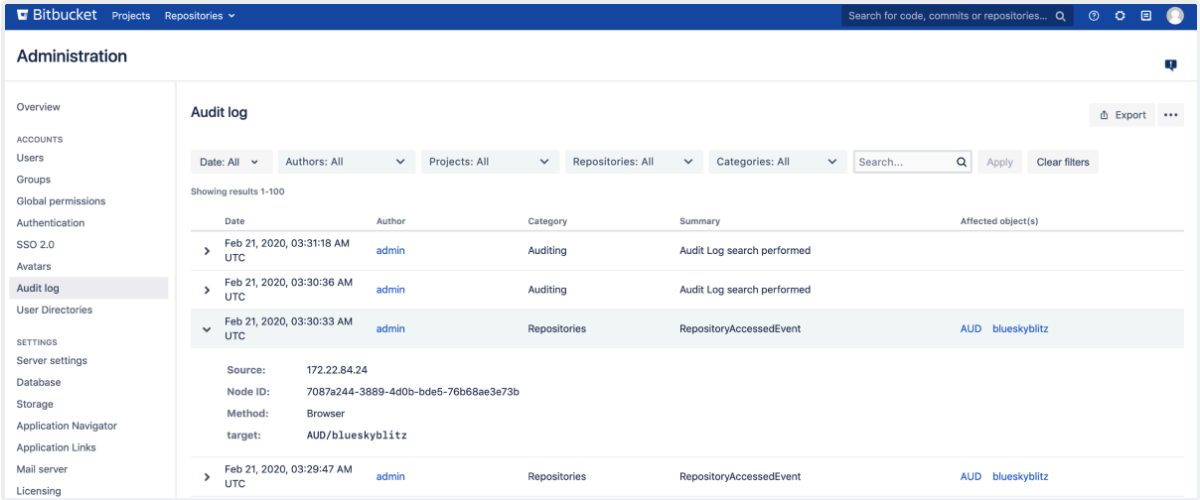 Bitbucket Projects Repositories Search for code, commits or repositories...
Administration
Overview
ACCOUNTS
Users
Groups
Global permissions
Authentication
SSO 2.0
Avatars
Audit log
User Directories
SETTINGS
Server settings
Database
Storage
Application Navigator
Application Links
Mail server
Licensing
Audit log
Export
Date: All Authors: All Projects: All Repositories: All Categories: All Search... Apply Clear filters
Showing results 1-100
Date Author Category Summary Affected object(s)
Feb 21, 2020, 03:31:18 AM
UTC
admin Auditing Audit Log search performed
Feb 21, 2020, 03:30:36 AM
UTC
admin Auditing Audit Log search performed
Feb 21, 2020, 03:30:33 AM
UTC
admin Repositories RepositoryAccessedEvent AUD blueskyblitz
Source: 172.22.84.24
Node ID: 7087a244-3889-4d0b-bde5-76b68ae3e73b
Method: Browser
target: AUD/blueskyblitz
Feb 21, 2020, 03:29:47 AM
UTC
admin Repositories RepositoryAccessedEvent AUD blueskyblitz